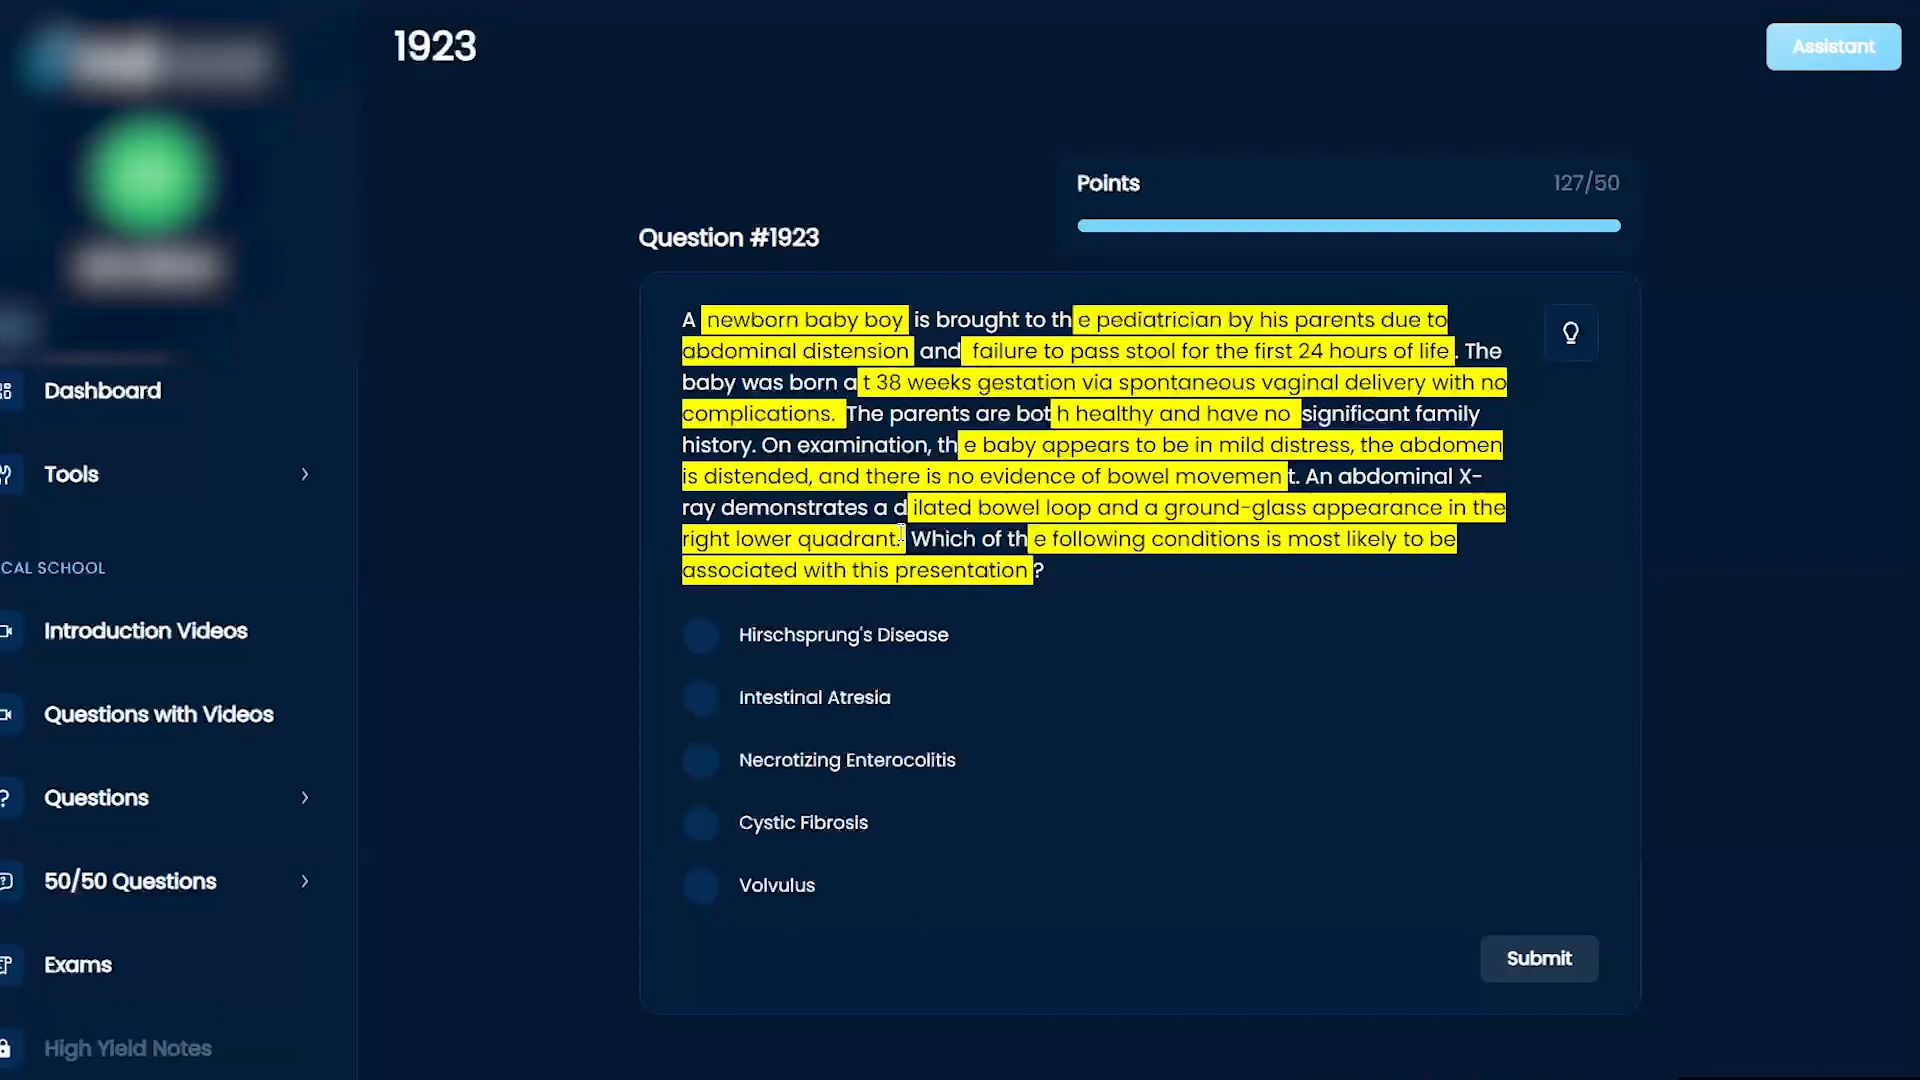 1923
Assistant
Points
127/50
Question #1923
A newborn baby boy is brought to the pediatrician by his parents due to
abdominal distension and failure to pass stool for the first 24 hours of life. The
baby was born at 38 weeks gestation via spontaneous vaginal delivery with no
complications. The parents are both healthy and have no significant family
history. On examination, the baby appears to be in mild distress, the abdomen
is distended, and there is no evidence of bowel movement. An abdominal X-
ray demonstrates a dilated bowel loop and a ground-glass appearance in the
right lower quadrant. Which of the following conditions is most likely to be
associated with this presentation?
Hirschsprung's Disease
Intestinal Atresia
Necrotizing Enterocolitis
Cystic Fibrosis
Volvulus
Submit
Dashboard
Tools
CAL SCHOOL
Introduction Videos
Questions with Videos
Questions
50/50 Questions
Exams
High Yield Notes